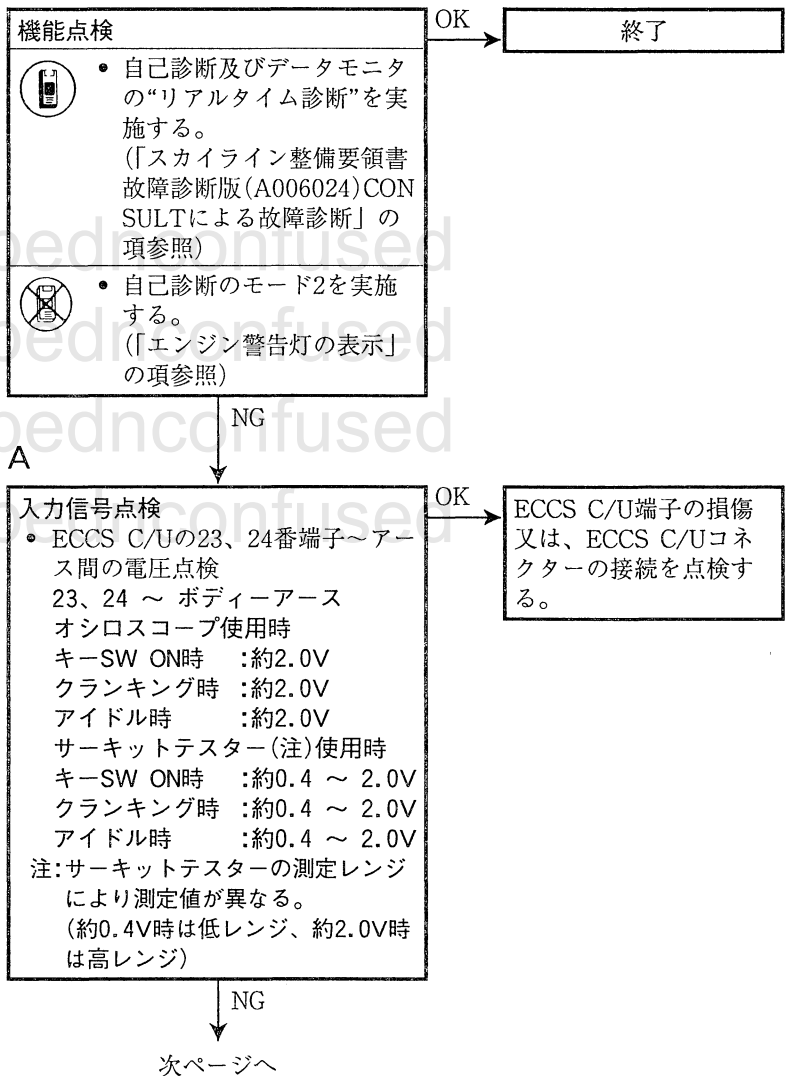 機能点検
OK
終了
• 自己診断及びデータモニタ
の“リアルタイム診断”を実
施する。
(「スカイライン整備要領書
故障診断版(A006024)CON
SULTによる故障診断」の
項参照)
• 自己診断のモード2を実施
する。
(「エンジン警告灯の表示」
の項参照)
pednconfused
pednconfused
pednconfused
pednconfused
NG
A
入力信号点検
• ECCS C/Uの23、24番端子～アー
ス間の電圧点検
23、24 ～ ボディーアース
オシロスコープ使用時
キーSW ON時 :約2.0V
クランキング時 :約2.0V
アイドル時 :約2.0V
サーキットテスター(注)使用時
キーSW ON時 :約0.4 ～ 2.0V
クランキング時 :約0.4 ～ 2.0V
アイドル時 :約0.4 ～ 2.0V
注:サーキットテスターの測定レンジ
により測定値が異なる。
(約0.4V時は低レンジ、約2.0V時
は高レンジ)
OK
ECCS C/U端子の損傷
又は、ECCS C/Uコネ
クターの接続を点検す
る。
NG
次ページへ